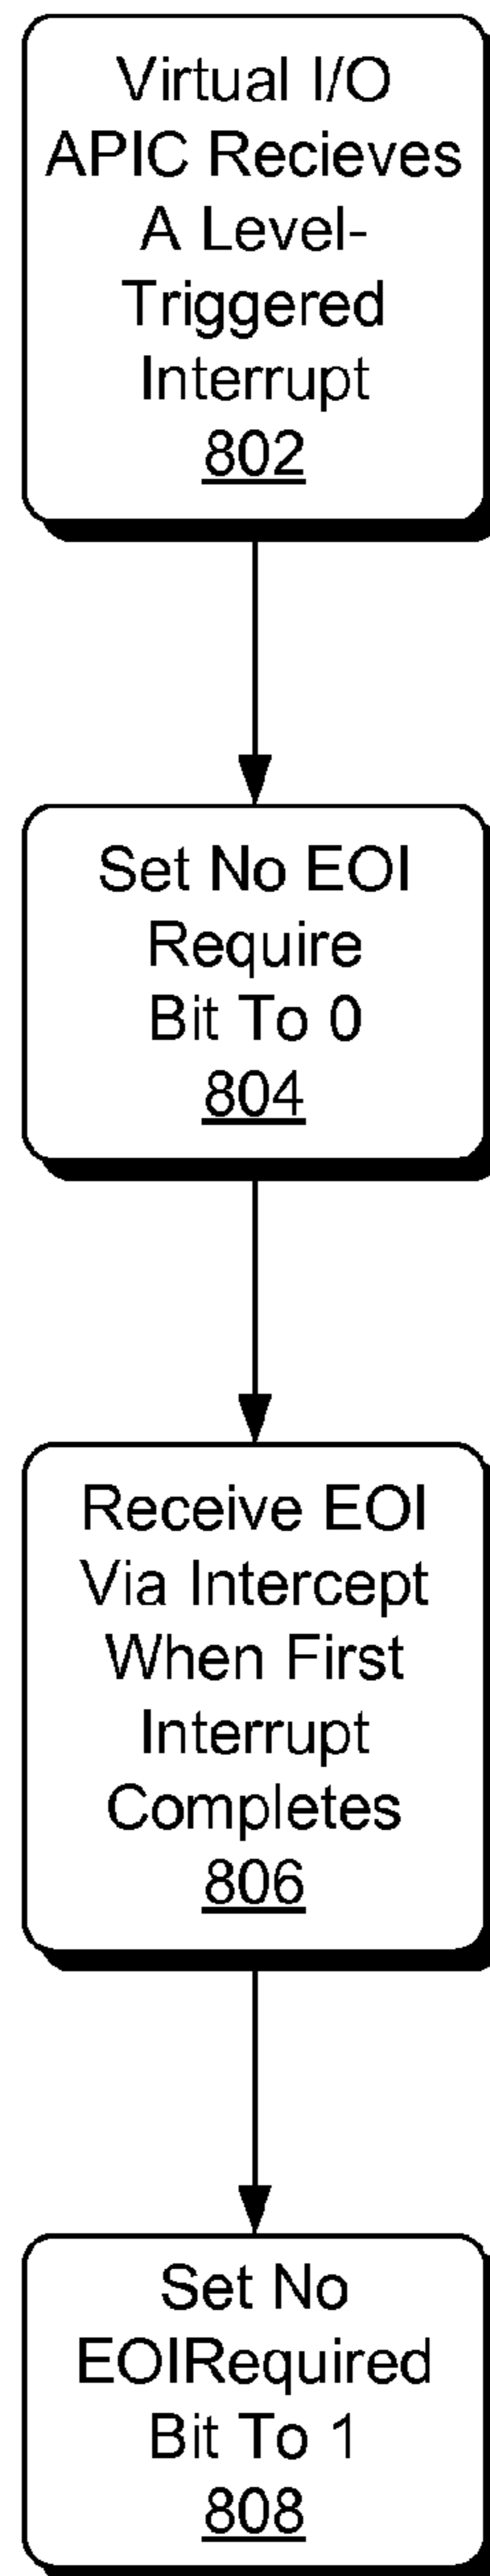 Virtual I/O
APIC Recieves
A Level-
Triggered
Interrupt
802
Set No EOI
Require
Bit To 0
804
Receive EOI
Via Intercept
When First
Interrupt
Completes
806
Set No
EOIRequired
Bit To 1
808